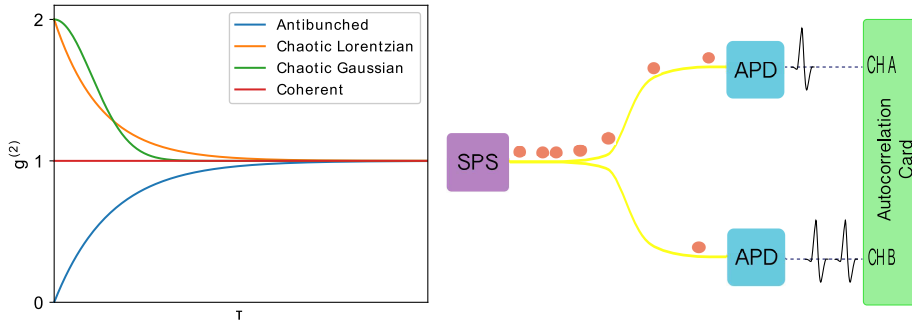 2
1
0
g(2)
τ
Antibunched
Chaotic Lorentzian
Chaotic Gaussian
Coherent
SPS
APD
APD
CH A
CH B
Autocorrelation
Card